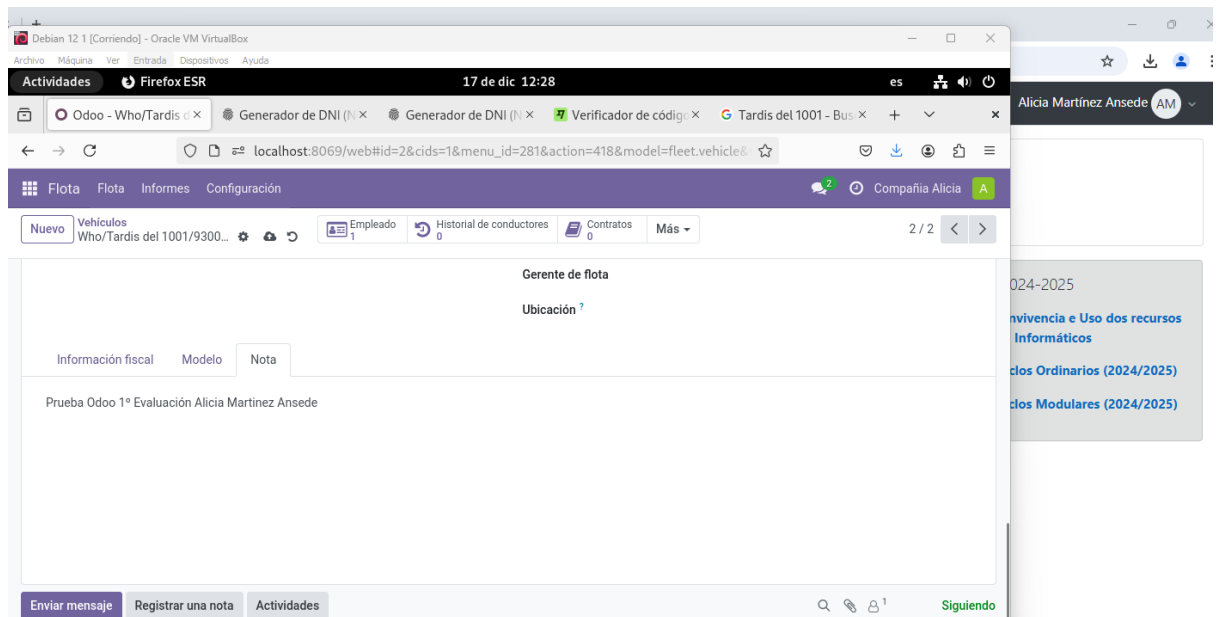 Debian 12 1 [Corriendo] - Oracle VM VirtualBox
Archivo Máquina Ver Entrada Dispositivos Ayuda
Actividades Firefox ESR 17 de dic 12:28 es
Odoo - Who/Tardis d Generador de DNI (N Generador de DNI (N Verificador de códig Tardis del 1001 - Bus
localhost:8069/web#id=2&cids=1&menu_id=281&action=418&model=fleet.vehicle&
Flota Flota Informes Configuración 2 Compañia Alicia A
Nuevo Vehículos Empleado Historial de conductores Contratos Más 2 / 2
Who/Tardis del 1001/9300... 1 0 0
Gerente de flota
Ubicación ?
Información fiscal Modelo Nota
Prueba Odoo 1º Evaluación Alicia Martinez Ansede
Enviar mensaje Registrar una nota Actividades 1 Siguiendo
Alicia Martínez Ansede AM
024-2025
nvivencia e Uso dos recursos
Informáticos
clos Ordinarios (2024/2025)
clos Modulares (2024/2025)